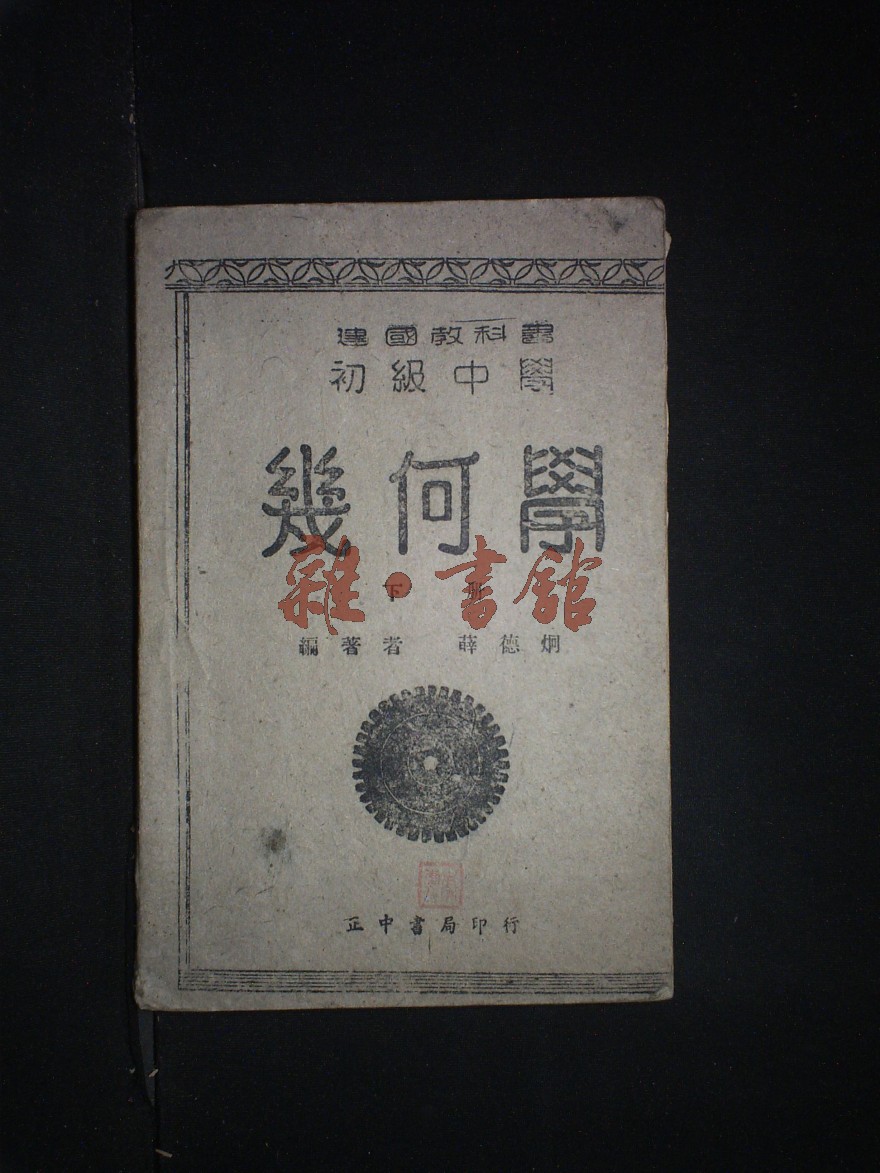 建國教科書
初級中學
幾何學
下冊
雜·書館
編著者 薛德炯
正中書局印行